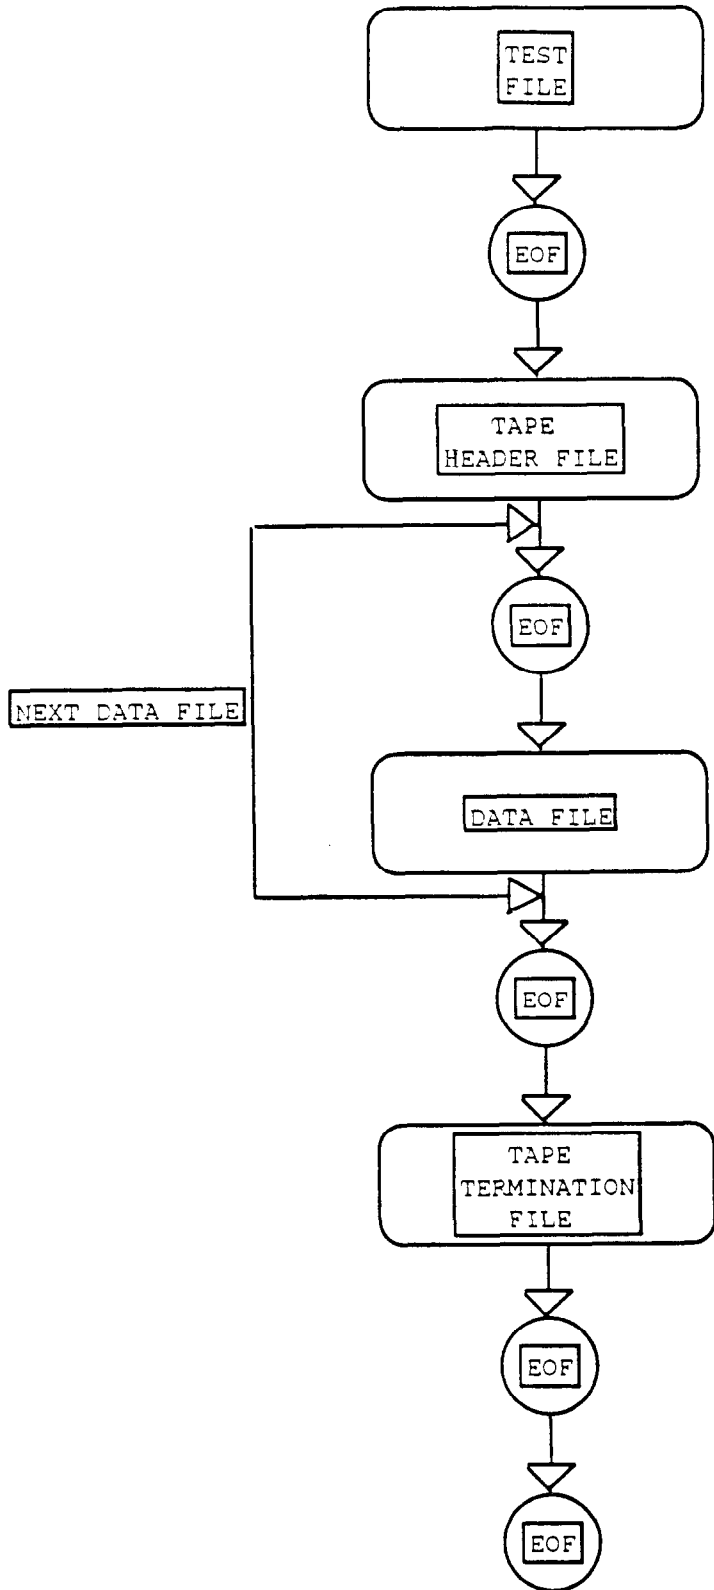 TEST
FILE
EOF
TAPE
HEADER FILE
EOF
NEXT DATA FILE
DATA FILE
EOF
TAPE
TERMINATION
FILE
EOF
EOF